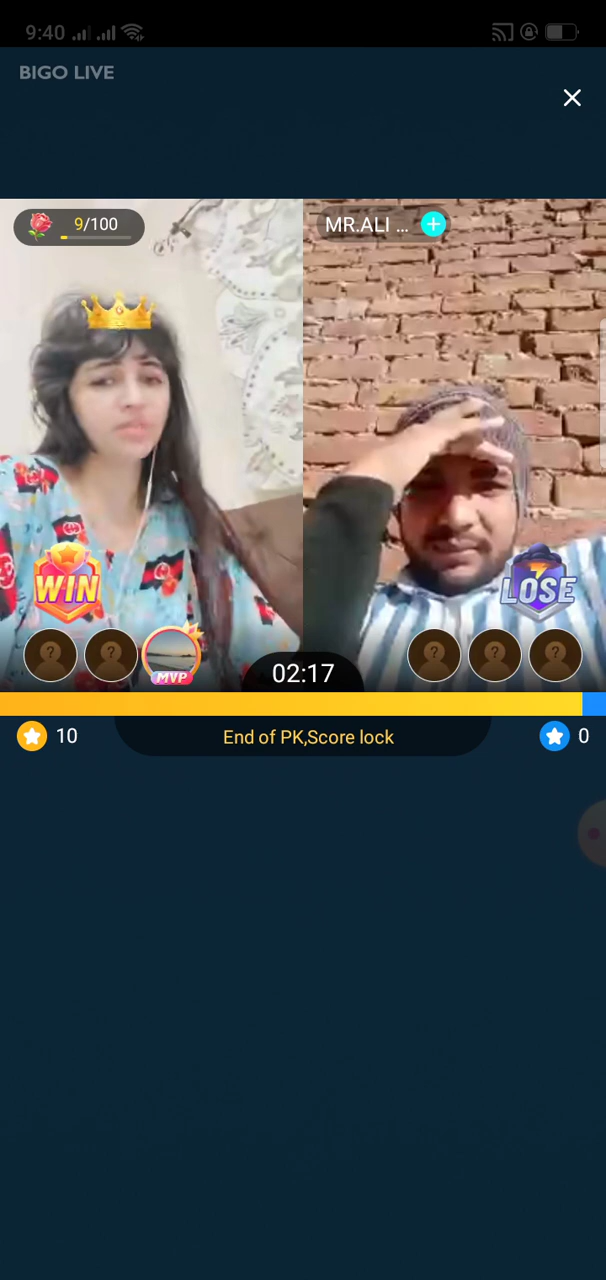 9:40
BIGO LIVE
9/100
MR.ALI ...
WIN
LOSE
MVP
02:17
10
End of PK,Score lock
0